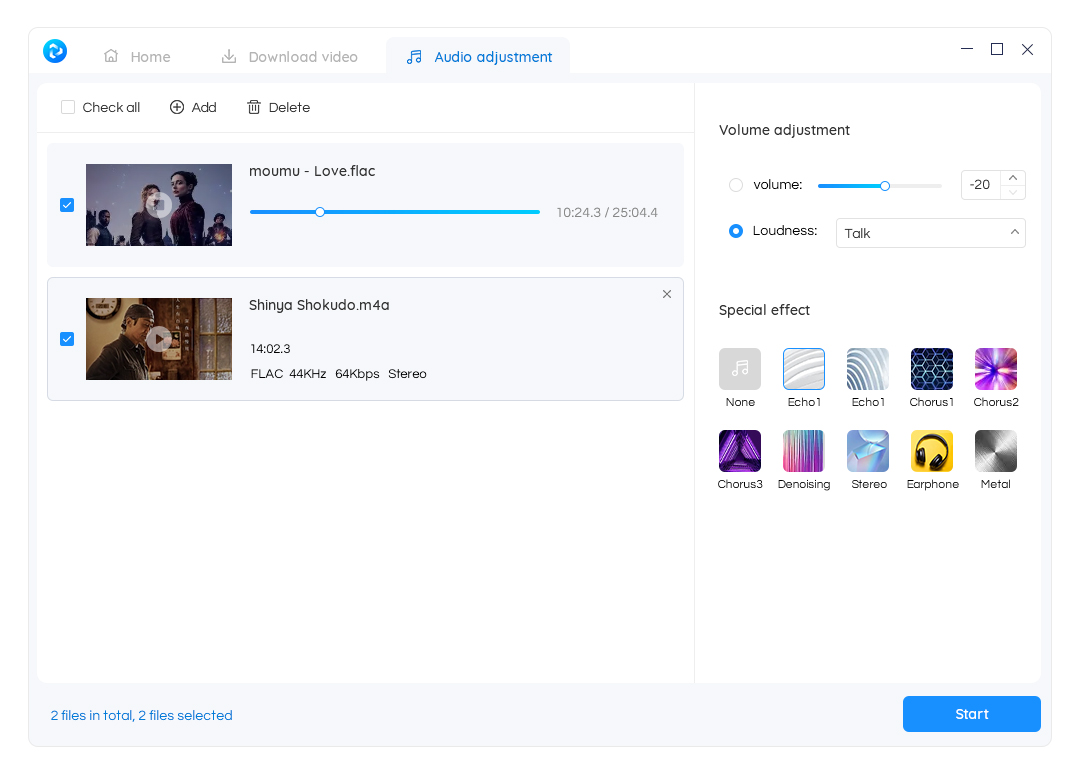 Home
Download video
Audio adjustment
Check all
Add
Delete
moumu - Love.flac
10:24.3 / 25:04.4
Shinya Shokudo.m4a
14:02.3
FLAC 44KHz 64Kbps Stereo
Volume adjustment
volume:
-20
Loudness:
Talk
Special effect
None
Echo1
Echo1
Chorus1
Chorus2
Chorus3
Denoising
Stereo
Earphone
Metal
2 files in total, 2 files selected
Start